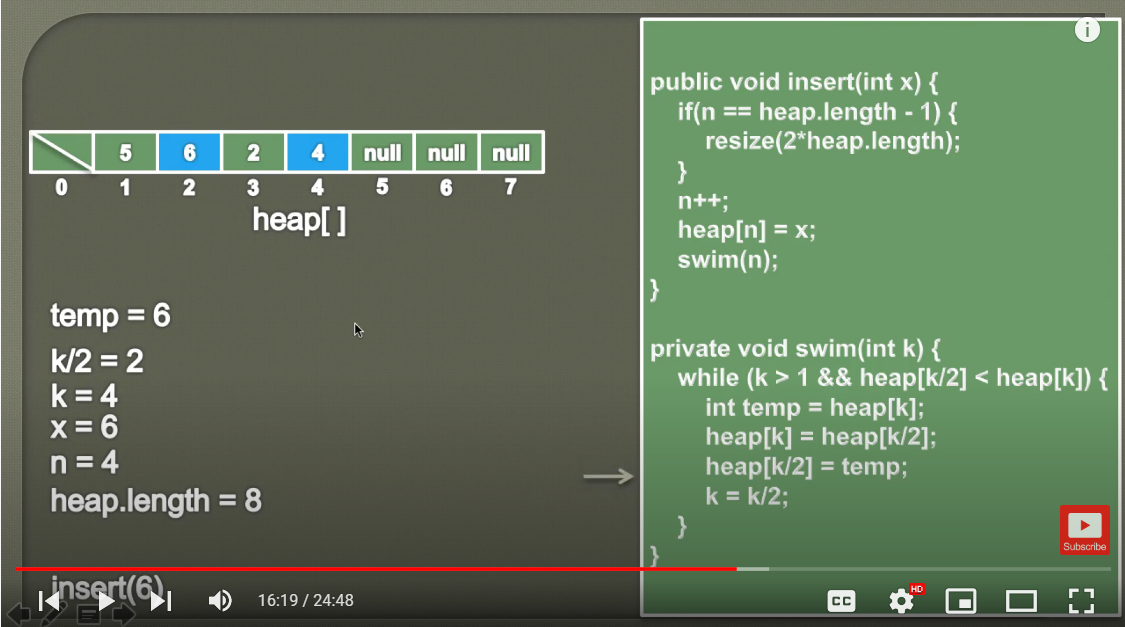 5 6 2 4 null null null
0 1 2 3 4 5 6 7
heap[ ]
temp = 6
k/2 = 2
k = 4
x = 6
n = 4
heap.length = 8
insert(6)
public void insert(int x) {
if(n == heap.length - 1) {
resize(2*heap.length);
}
n++;
heap[n] = x;
swim(n);
}
private void swim(int k) {
while (k > 1 && heap[k/2] < heap[k]) {
int temp = heap[k];
heap[k] = heap[k/2];
heap[k/2] = temp;
k = k/2;
}
}
i
Subscribe
16:19 / 24:48
CC
HD